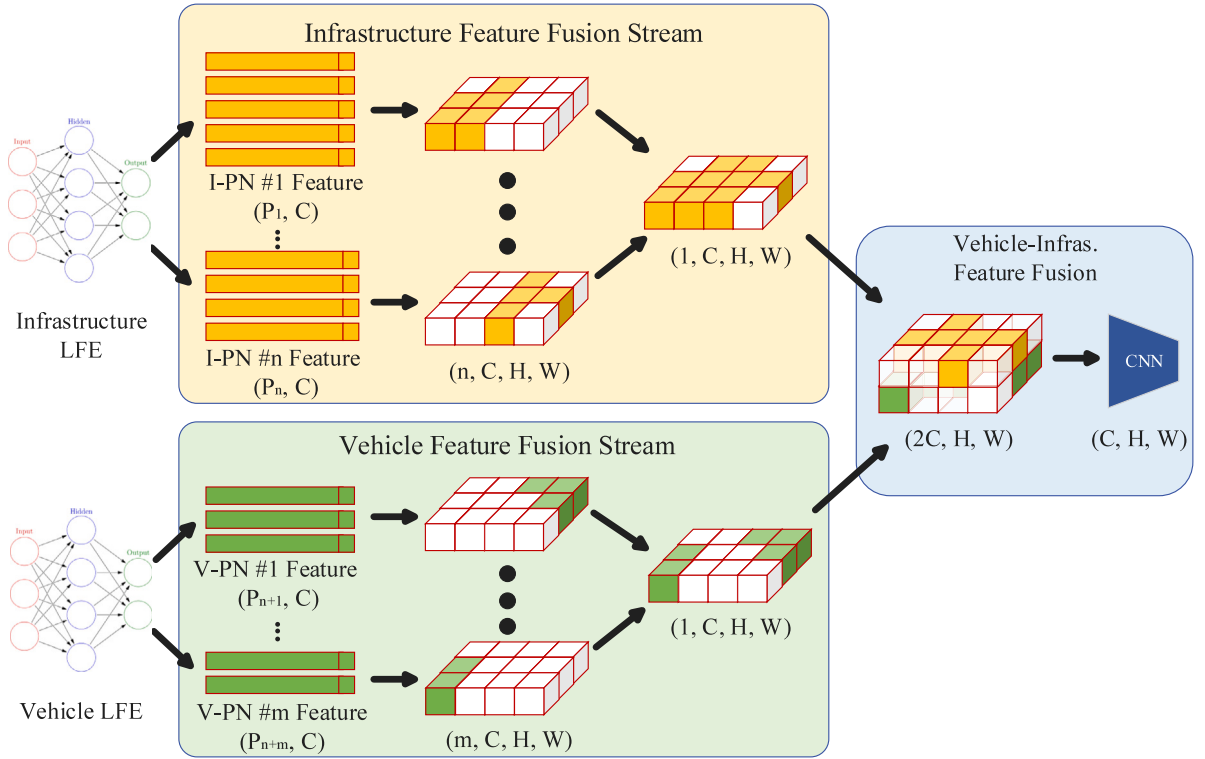 Infrastructure Feature Fusion Stream
Input
Hidden
Output
Infrastructure
LFE
I-PN #1 Feature
(P1, C)
I-PN #n Feature
(Pn, C)
(n, C, H, W)
(1, C, H, W)
Vehicle-Infras.
Feature Fusion
CNN
(2C, H, W)
(C, H, W)
Vehicle Feature Fusion Stream
Input
Hidden
Output
Vehicle LFE
V-PN #1 Feature
(Pn+1, C)
V-PN #m Feature
(Pn+m, C)
(m, C, H, W)
(1, C, H, W)